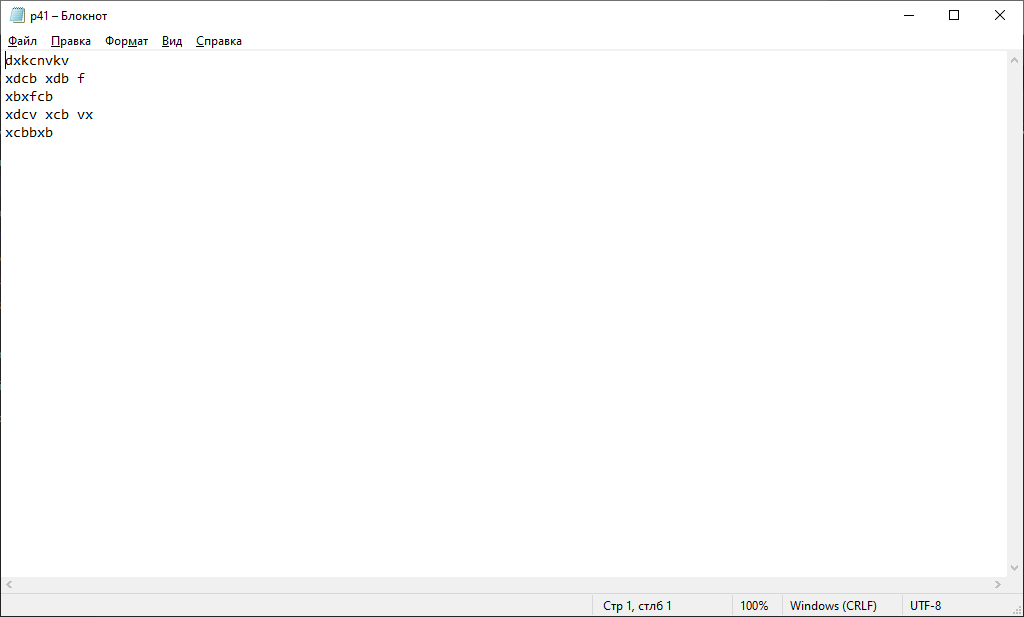 p41 – Блокнот
Файл Правка Формат Вид Справка
dxkcnvkv
xdcb xdb f
xbxfcb
xdcv xcb vx
xcbbxb
Стр 1, стлб 1 100% Windows (CRLF) UTF-8